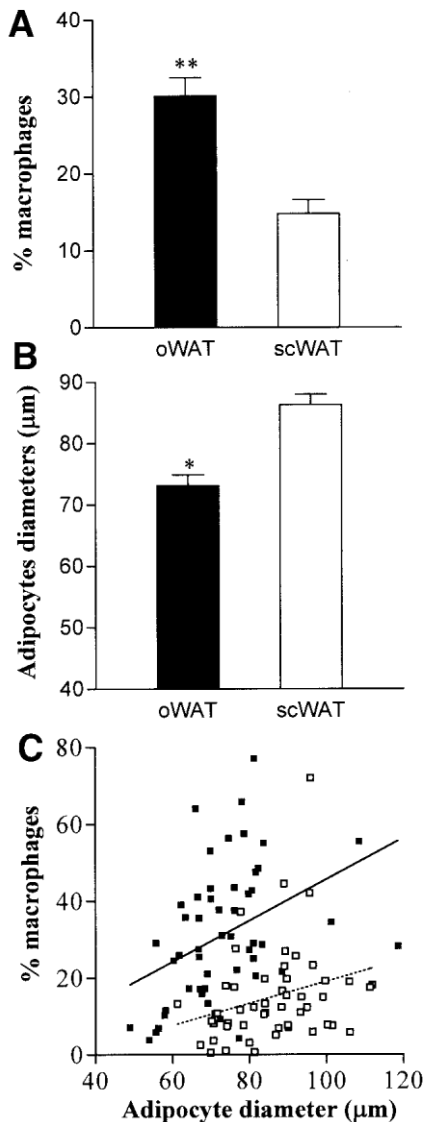 A
% macrophages
40
30
20
10
0
**
oWAT scWAT
B
Adipocytes diameters (µm)
90
80
70
60
50
40
*
oWAT scWAT
C
% macrophages
80
60
40
20
0
40 60 80 100 120
Adipocyte diameter (µm)